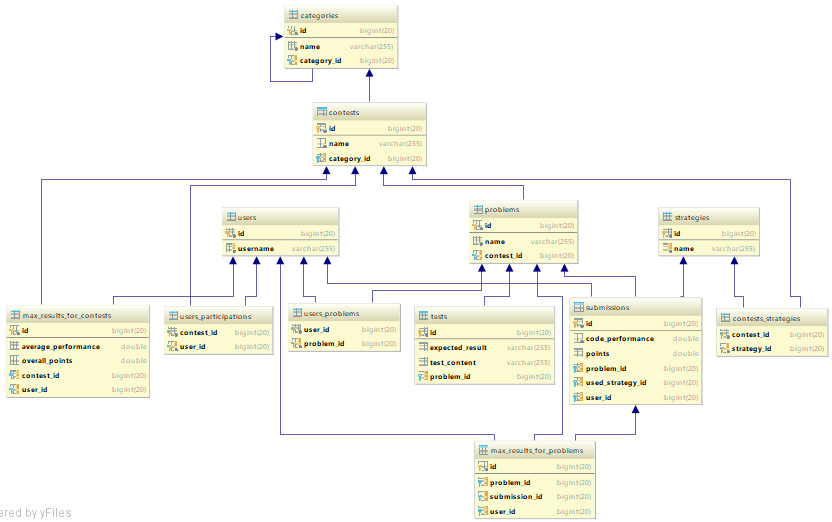 categories
id bigint(20)
name varchar(255)
category_id bigint(20)
contests
id bigint(20)
name varchar(255)
category_id bigint(20)
users
id bigint(20)
username varchar(255)
problems
id bigint(20)
name varchar(255)
contest_id bigint(20)
strategies
id bigint(20)
name varchar(255)
max_results_for_contests
id bigint(20)
average_performance double
overall_points double
contest_id bigint(20)
user_id bigint(20)
users_participations
contest_id bigint(20)
user_id bigint(20)
users_problems
user_id bigint(20)
problem_id bigint(20)
tests
id bigint(20)
expected_result varchar(255)
test_content varchar(255)
problem_id bigint(20)
submissions
id bigint(20)
code_performance double
points double
problem_id bigint(20)
used_strategy_id bigint(20)
user_id bigint(20)
contests_strategies
contest_id bigint(20)
strategy_id bigint(20)
max_results_for_problems
id bigint(20)
problem_id bigint(20)
submission_id bigint(20)
user_id bigint(20)
ered by yFiles